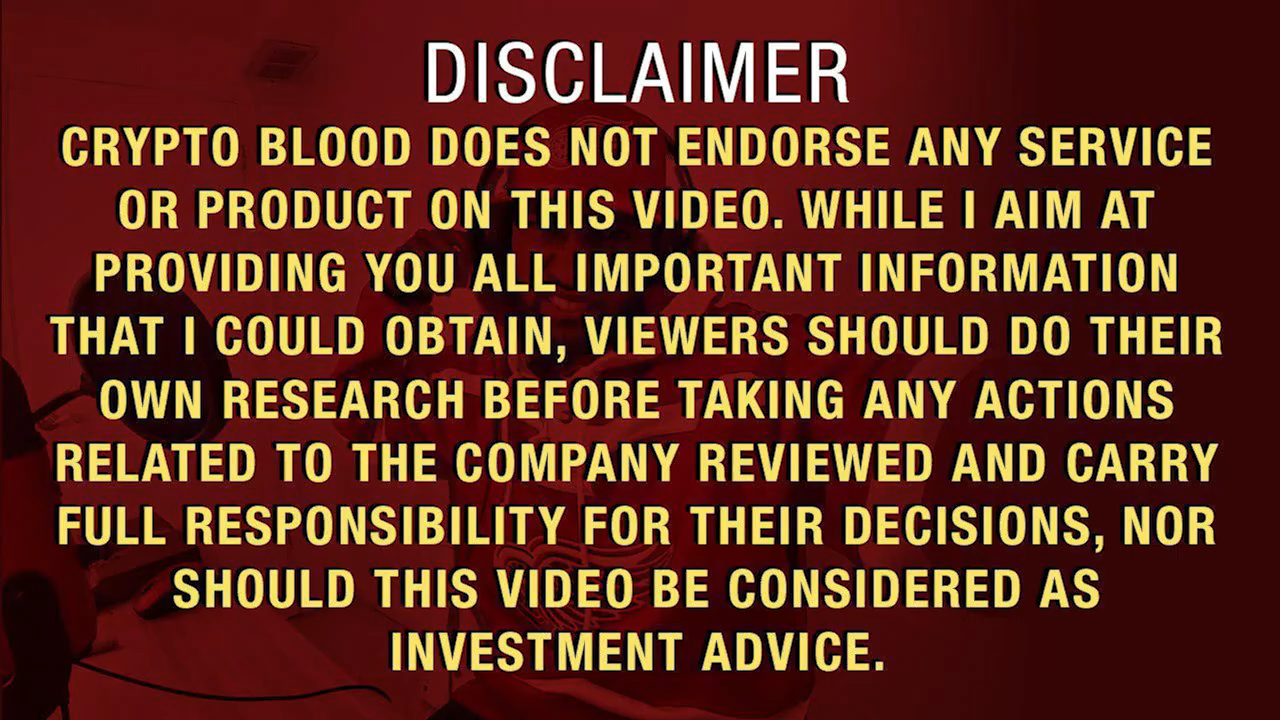 DISCLAIMER
CRYPTO BLOOD DOES NOT ENDORSE ANY SERVICE
OR PRODUCT ON THIS VIDEO. WHILE I AIM AT
PROVIDING YOU ALL IMPORTANT INFORMATION
THAT I COULD OBTAIN, VIEWERS SHOULD DO THEIR
OWN RESEARCH BEFORE TAKING ANY ACTIONS
RELATED TO THE COMPANY REVIEWED AND CARRY
FULL RESPONSIBILITY FOR THEIR DECISIONS, NOR
SHOULD THIS VIDEO BE CONSIDERED AS
INVESTMENT ADVICE.